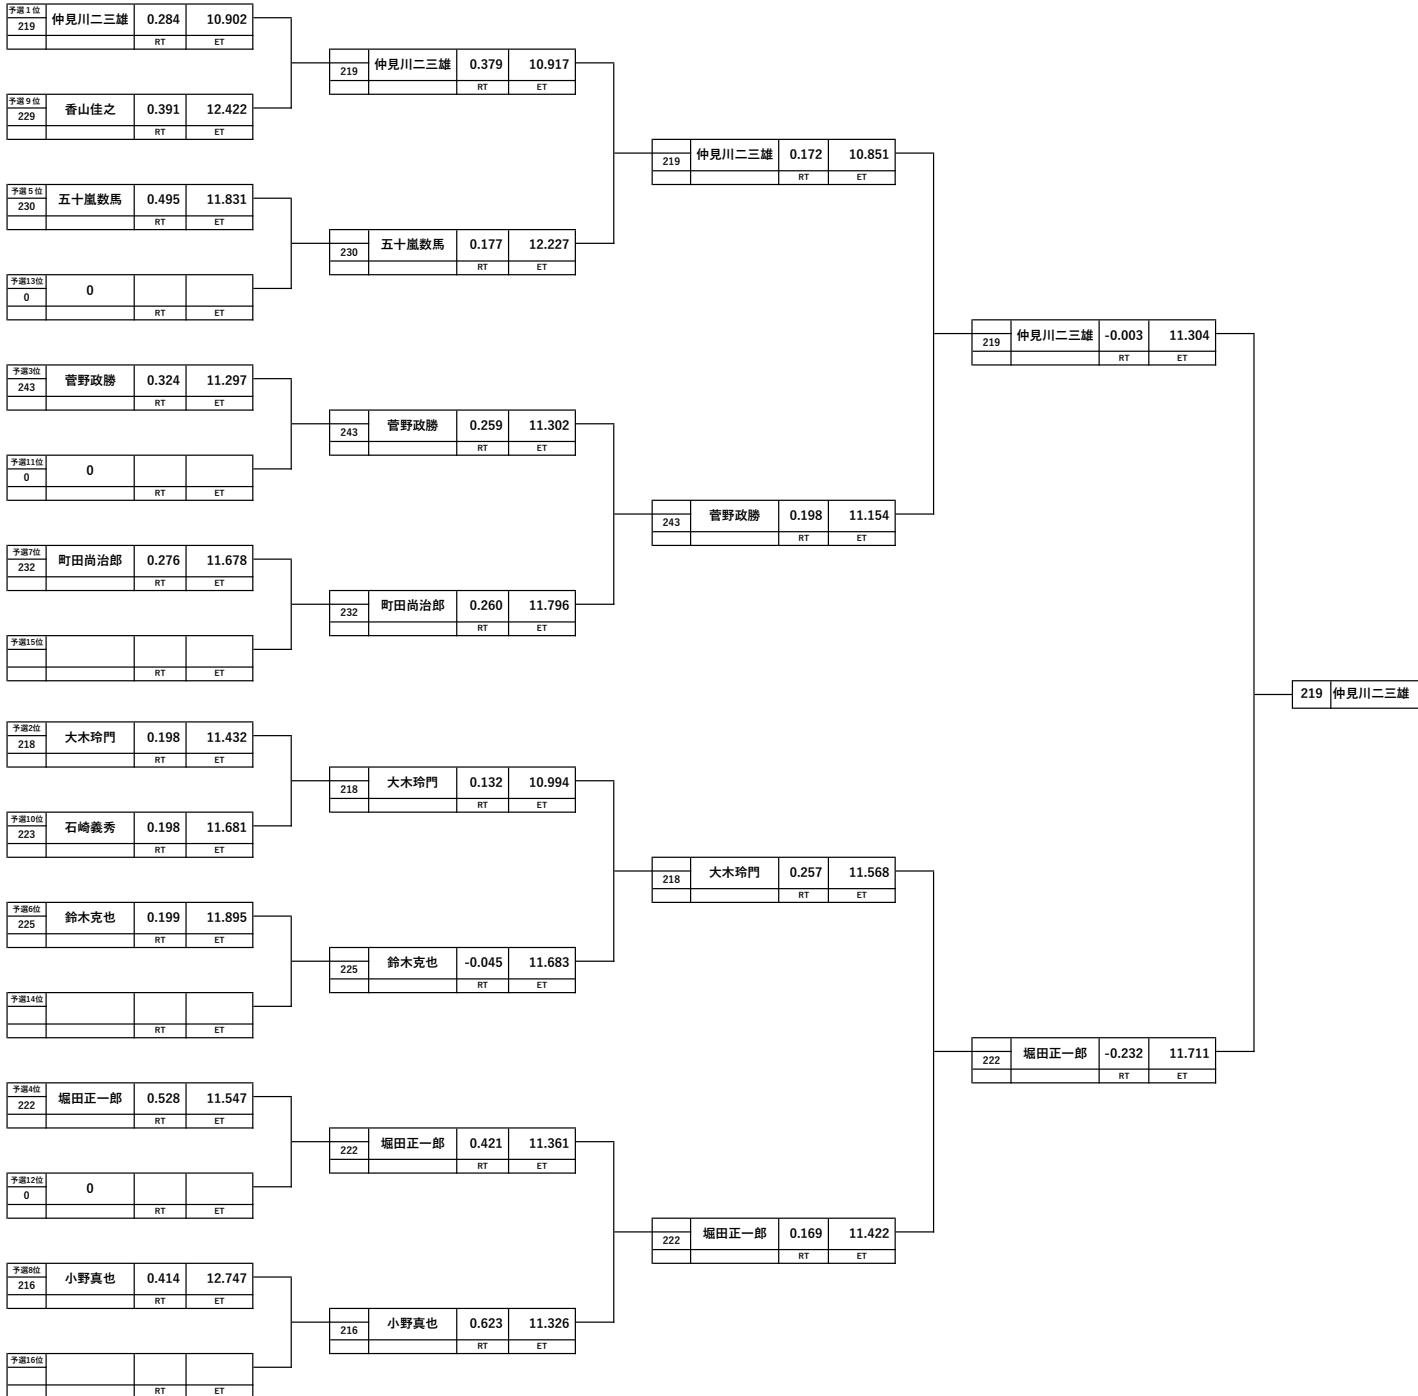 予選１位 仲見川二三雄 0.284 10.902
219
RT ET
仲見川二三雄 0.379 10.917
219
RT ET
予選９位 香山佳之 0.391 12.422
229
RT ET
仲見川二三雄 0.172 10.851
219
RT ET
予選５位 五十嵐数馬 0.495 11.831
230
RT ET
五十嵐数馬 0.177 12.227
230
RT ET
予選13位 0
0
RT ET
仲見川二三雄 -0.003 11.304
219
RT ET
予選3位 菅野政勝 0.324 11.297
243
RT ET
菅野政勝 0.259 11.302
243
RT ET
予選11位 0
0
RT ET
菅野政勝 0.198 11.154
243
RT ET
予選7位 町田尚治郎 0.276 11.678
232
RT ET
町田尚治郎 0.260 11.796
232
RT ET
予選15位
RT ET
219 仲見川二三雄
予選2位 大木玲門 0.198 11.432
218
RT ET
大木玲門 0.132 10.994
218
RT ET
予選10位 石崎義秀 0.198 11.681
223
RT ET
大木玲門 0.257 11.568
218
RT ET
予選6位 鈴木克也 0.199 11.895
225
RT ET
鈴木克也 -0.045 11.683
225
RT ET
予選14位
RT ET
堀田正一郎 -0.232 11.711
222
RT ET
予選4位 堀田正一郎 0.528 11.547
222
RT ET
堀田正一郎 0.421 11.361
222
RT ET
予選12位 0
0
RT ET
堀田正一郎 0.169 11.422
222
RT ET
予選8位 小野真也 0.414 12.747
216
RT ET
小野真也 0.623 11.326
216
RT ET
予選16位
RT ET